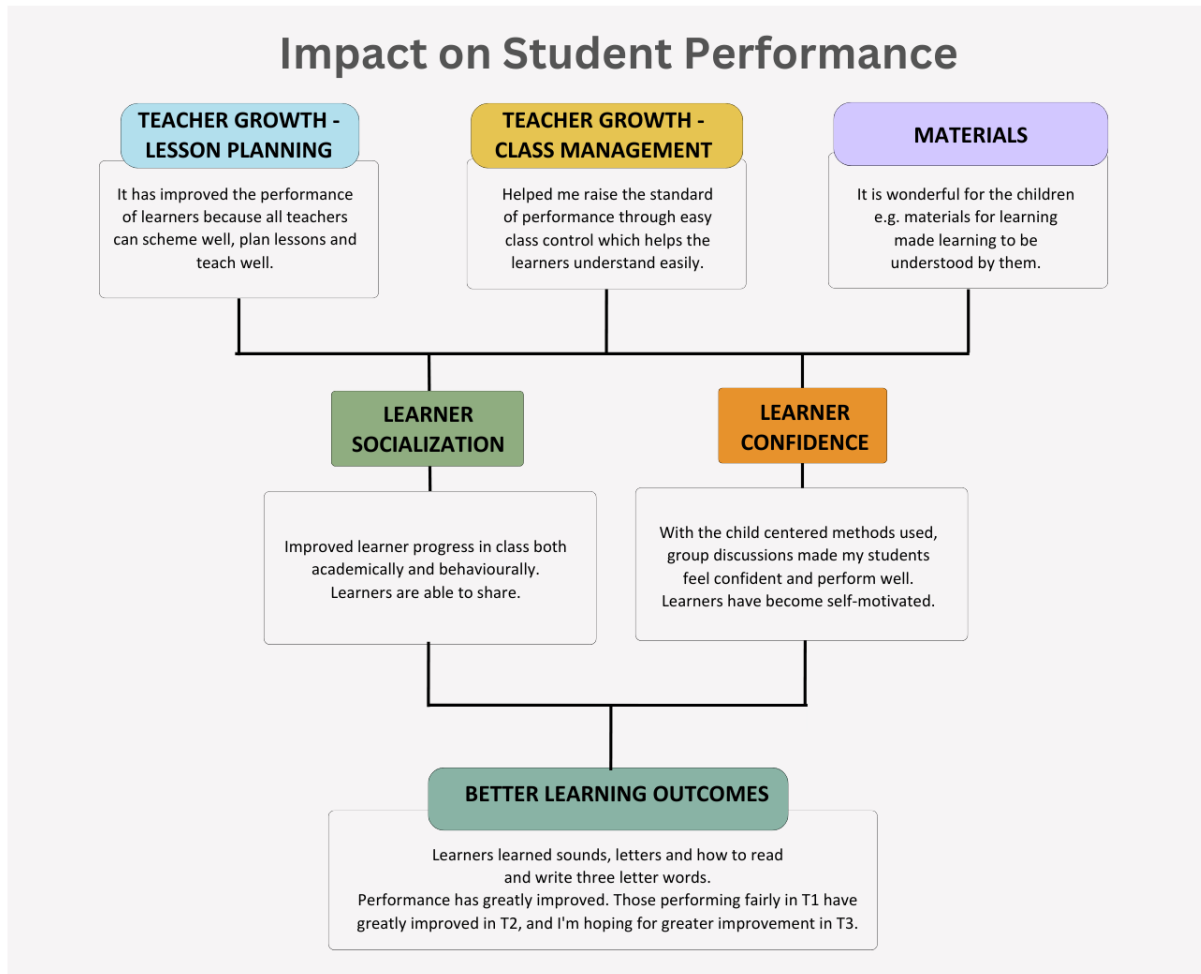 Impact on Student Performance
TEACHER GROWTH -
LESSON PLANNING
It has improved the performance
of learners because all teachers
can scheme well, plan lessons and
teach well.
TEACHER GROWTH -
CLASS MANAGEMENT
Helped me raise the standard
of performance through easy
class control which helps the
learners understand easily.
MATERIALS
It is wonderful for the children
e.g. materials for learning
made learning to be
understood by them.
LEARNER
SOCIALIZATION
Improved learner progress in class both
academically and behaviourally.
Learners are able to share.
LEARNER
CONFIDENCE
With the child centered methods used,
group discussions made my students
feel confident and perform well.
Learners have become self-motivated.
BETTER LEARNING OUTCOMES
Learners learned sounds, letters and how to read
and write three letter words.
Performance has greatly improved. Those performing fairly in T1 have
greatly improved in T2, and I'm hoping for greater improvement in T3.